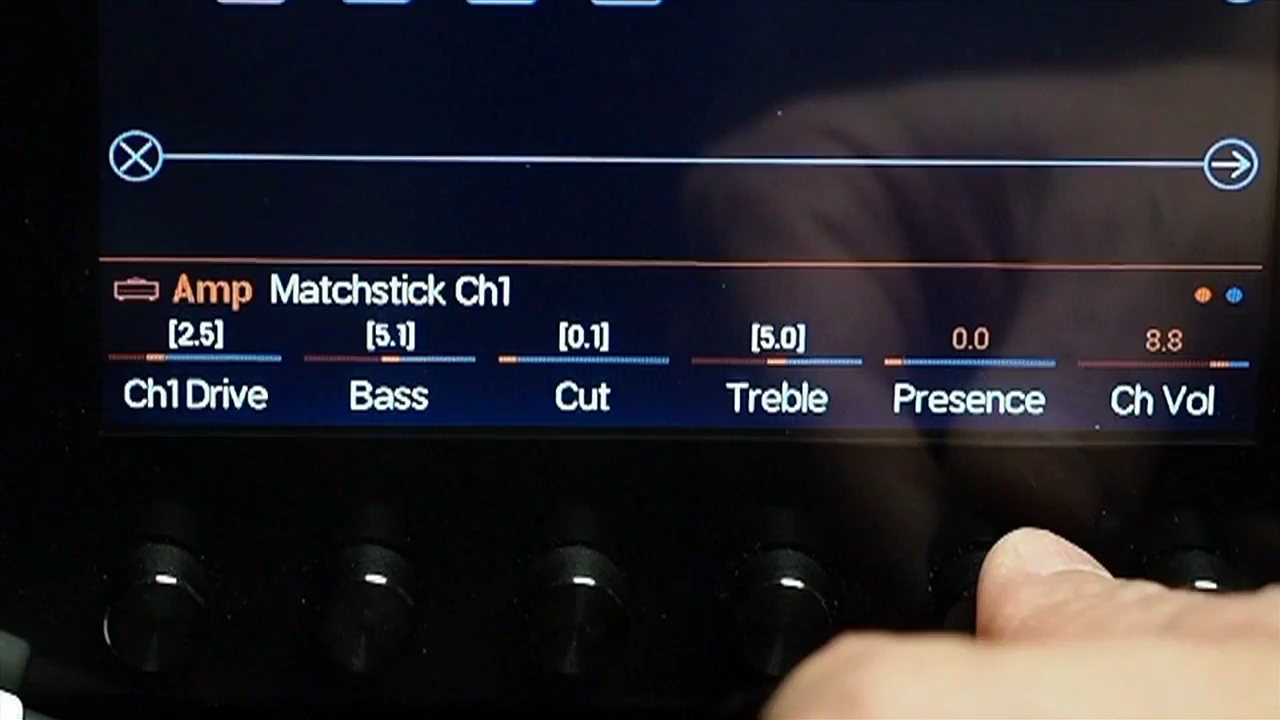 Amp Matchstick Ch1
[2.5] [5.1] [0.1] [5.0] 0.0 8.8
Ch1 Drive Bass Cut Treble Presence Ch Vol